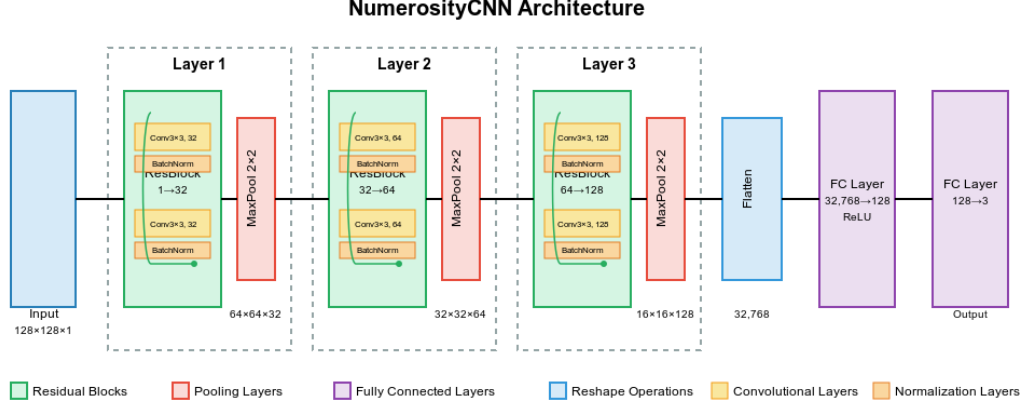 NumerosityCNN Architecture
Layer 1
Layer 2
Layer 3
Conv3×3, 32
BatchNorm
ResBlock
1→32
Conv3×3, 32
BatchNorm
MaxPool 2×2
64×64×32
Conv3×3, 64
BatchNorm
ResBlock
32→64
Conv3×3, 64
BatchNorm
MaxPool 2×2
32×32×64
Conv3×3, 128
BatchNorm
ResBlock
64→128
Conv3×3, 128
BatchNorm
MaxPool 2×2
16×16×128
Flatten
32,768
FC Layer
32,768→128
ReLU
FC Layer
128→3
Output
Input
128×128×1
Residual Blocks
Pooling Layers
Fully Connected Layers
Reshape Operations
Convolutional Layers
Normalization Layers